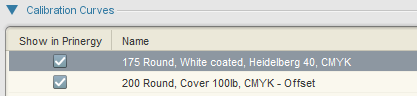 Calibration Curves
Show in Prinergy Name
175 Round, White coated, Heidelberg 40, CMYK
200 Round, Cover 100lb, CMYK - Offset